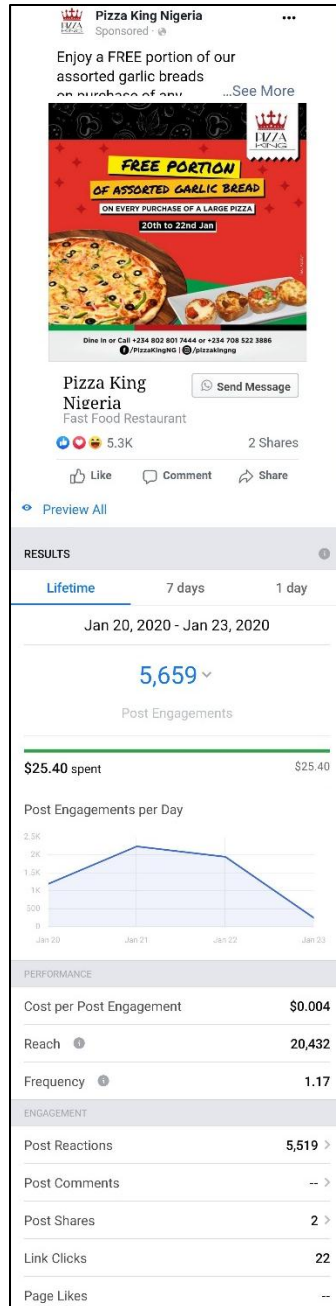 Pizza King Nigeria
Sponsored ·
Enjoy a FREE portion of our
assorted garlic breads
on purchase of any ...See More
PIZZA
KING
FREE PORTION
OF ASSORTED GARLIC BREAD
ON EVERY PURCHASE OF A LARGE PIZZA
20th to 22nd Jan
Dine in or Call +234 802 801 7444 or +234 708 522 3886
/PizzaKingNG | /pizzakingng
Pizza King
Nigeria
Send Message
Fast Food Restaurant
5.3K 2 Shares
Like Comment Share
Preview All
RESULTS
Lifetime 7 days 1 day
Jan 20, 2020 - Jan 23, 2020
5,659
Post Engagements
$25.40 spent $25.40
Post Engagements per Day
2.5K
2K
1.5K
1K
500
0
Jan 20 Jan 21 Jan 22 Jan 23
PERFORMANCE
Cost per Post Engagement $0.004
Reach 20,432
Frequency 1.17
ENGAGEMENT
Post Reactions 5,519
Post Comments --
Post Shares 2
Link Clicks 22
Page Likes --